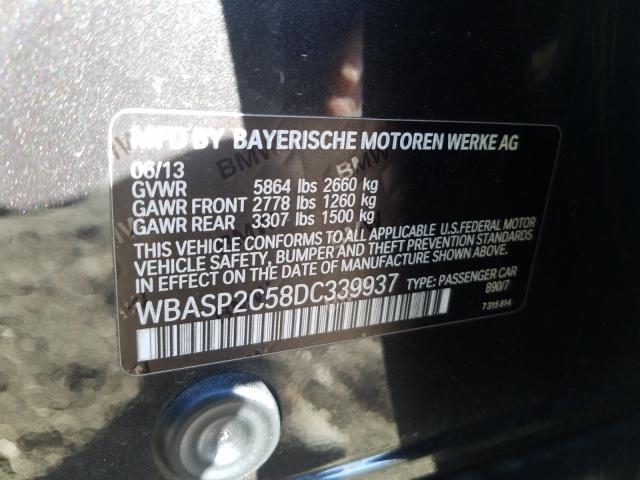 MFD BY BAYERISCHE MOTOREN WERKE AG
06/13
GVWR 5864 lbs 2660 kg
GAWR FRONT 2778 lbs 1260 kg
GAWR REAR 3307 lbs 1500 kg
THIS VEHICLE CONFORMS TO ALL APPLICABLE U.S.FEDERAL MOTOR
VEHICLE SAFETY, BUMPER AND THEFT PREVENTION STANDARDS
IN EFFECT ON THE DATE OF MANUFACTURE SHOWN ABOVE.
WBASP2C58DC339937 TYPE: PASSENGER CAR
B90/7
7 315 814